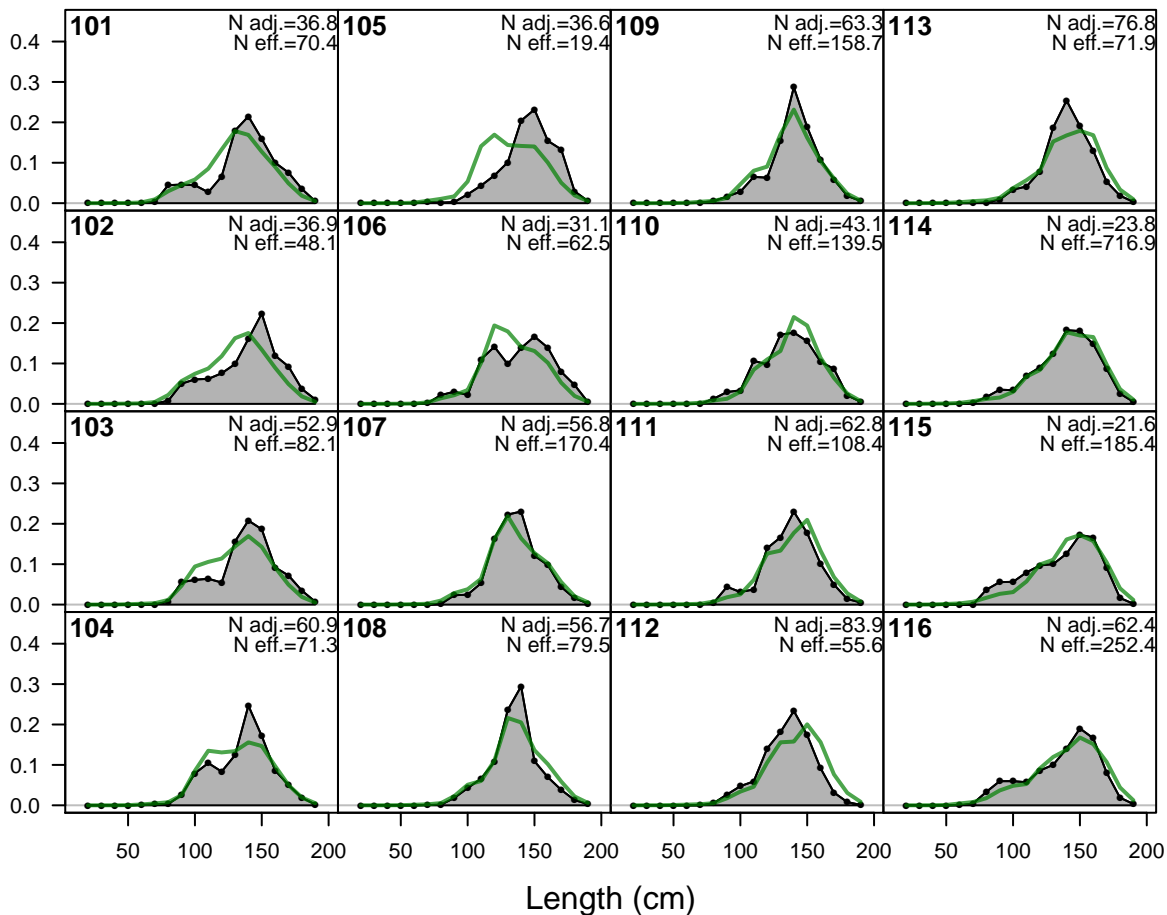 101 N adj.=36.8
N eff.=70.4
105 N adj.=36.6
N eff.=19.4
109 N adj.=63.3
N eff.=158.7
113 N adj.=76.8
N eff.=71.9
0.4
0.3
0.2
0.1
0.0
102 N adj.=36.9
N eff.=48.1
106 N adj.=31.1
N eff.=62.5
110 N adj.=43.1
N eff.=139.5
114 N adj.=23.8
N eff.=716.9
0.4
0.3
0.2
0.1
0.0
103 N adj.=52.9
N eff.=82.1
107 N adj.=56.8
N eff.=170.4
111 N adj.=62.8
N eff.=108.4
115 N adj.=21.6
N eff.=185.4
0.4
0.3
0.2
0.1
0.0
104 N adj.=60.9
N eff.=71.3
108 N adj.=56.7
N eff.=79.5
112 N adj.=83.9
N eff.=55.6
116 N adj.=62.4
N eff.=252.4
0.4
0.3
0.2
0.1
0.0
50 100 150 200 50 100 150 200 50 100 150 200 50 100 150 200
Length (cm)